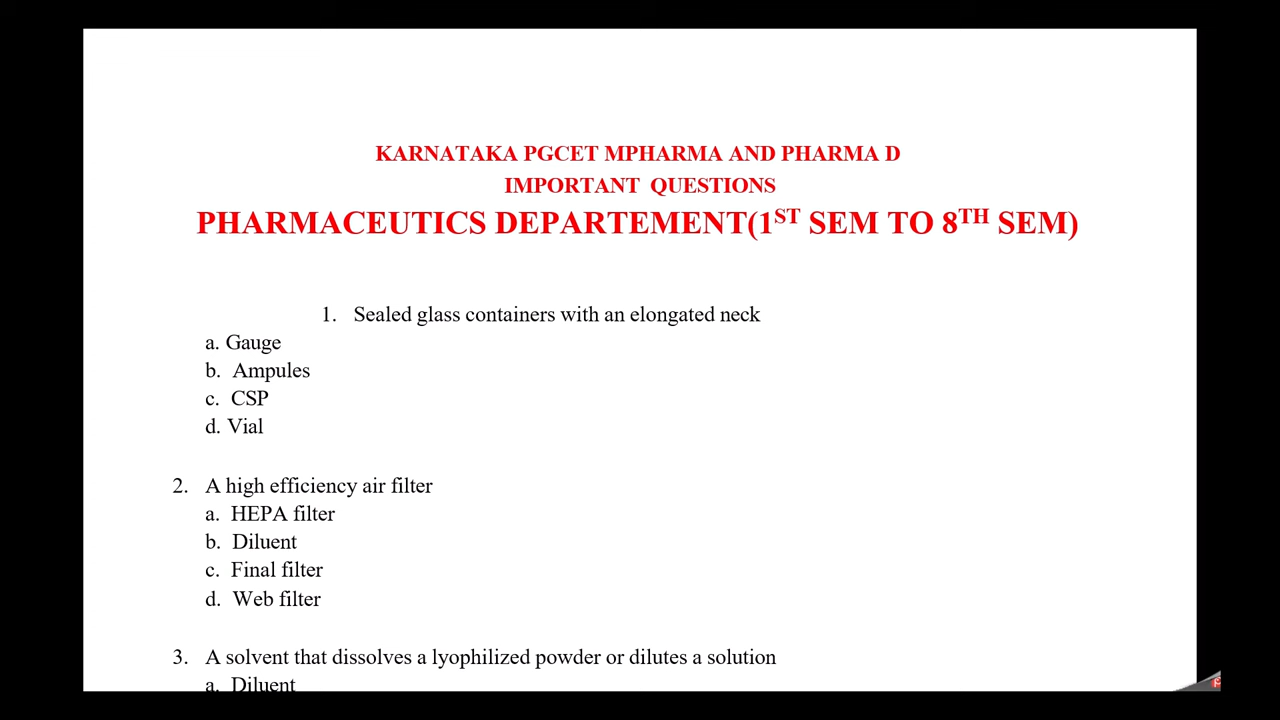 KARNATAKA PGCET MPHARMA AND PHARMA D
IMPORTANT QUESTIONS
PHARMACEUTICS DEPARTEMENT(1ST SEM TO 8TH SEM)
1. Sealed glass containers with an elongated neck
a. Gauge
b. Ampules
c. CSP
d. Vial
2. A high efficiency air filter
a. HEPA filter
b. Diluent
c. Final filter
d. Web filter
3. A solvent that dissolves a lyophilized powder or dilutes a solution
a. Diluent